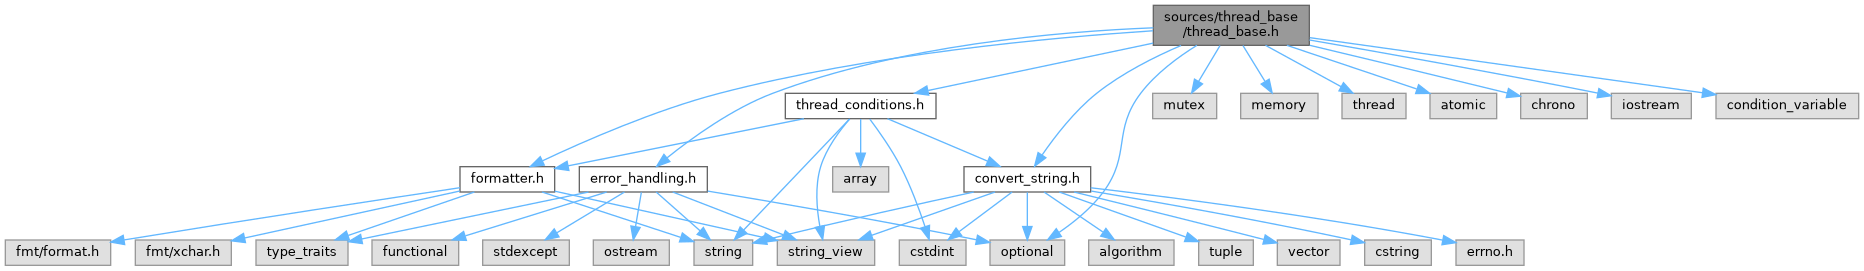 sources/thread_base
/thread_base.h
thread_conditions.h
mutex
memory
thread
atomic
chrono
iostream
condition_variable
formatter.h
error_handling.h
array
convert_string.h
fmt/format.h
fmt/xchar.h
type_traits
functional
stdexcept
ostream
string
string_view
cstdint
optional
algorithm
tuple
vector
cstring
errno.h